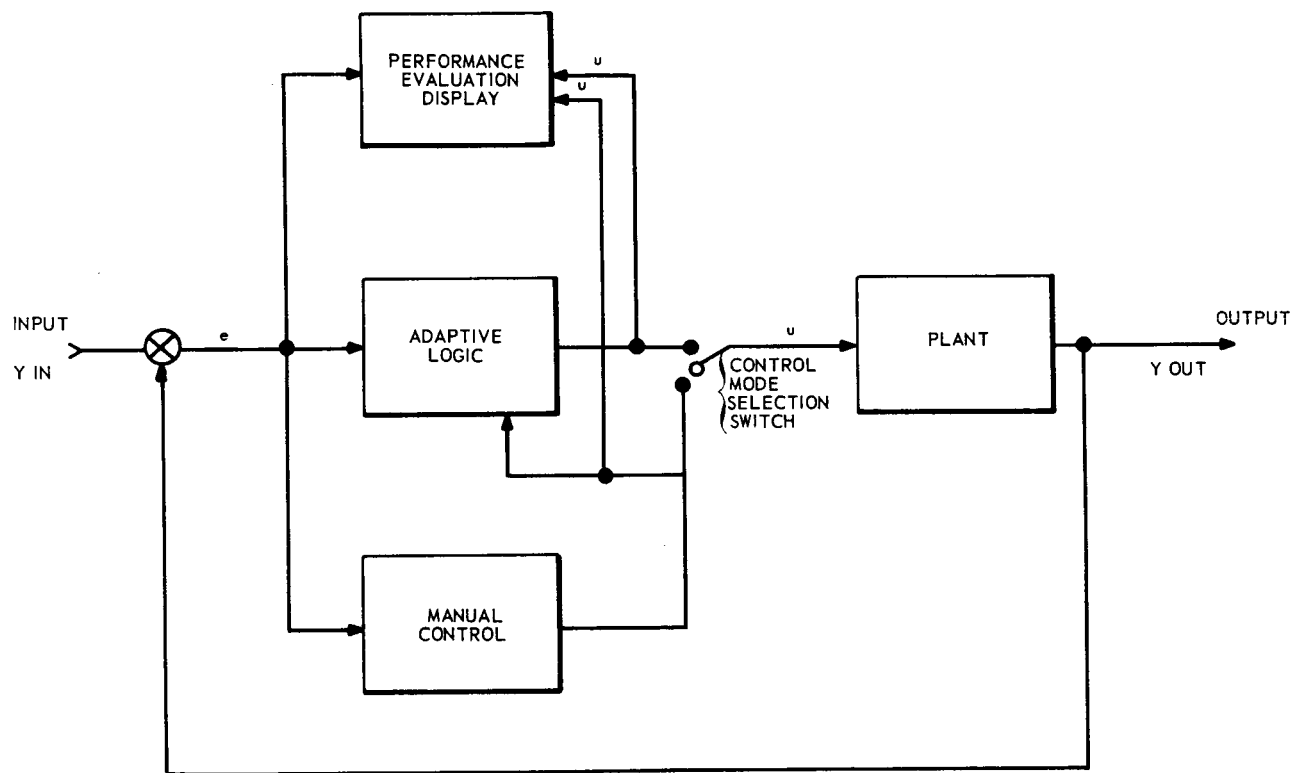 PERFORMANCE
EVALUATION
DISPLAY
u
u
INPUT
Y IN
e
ADAPTIVE
LOGIC
u
CONTROL
MODE
SELECTION
SWITCH
PLANT
OUTPUT
Y OUT
MANUAL
CONTROL